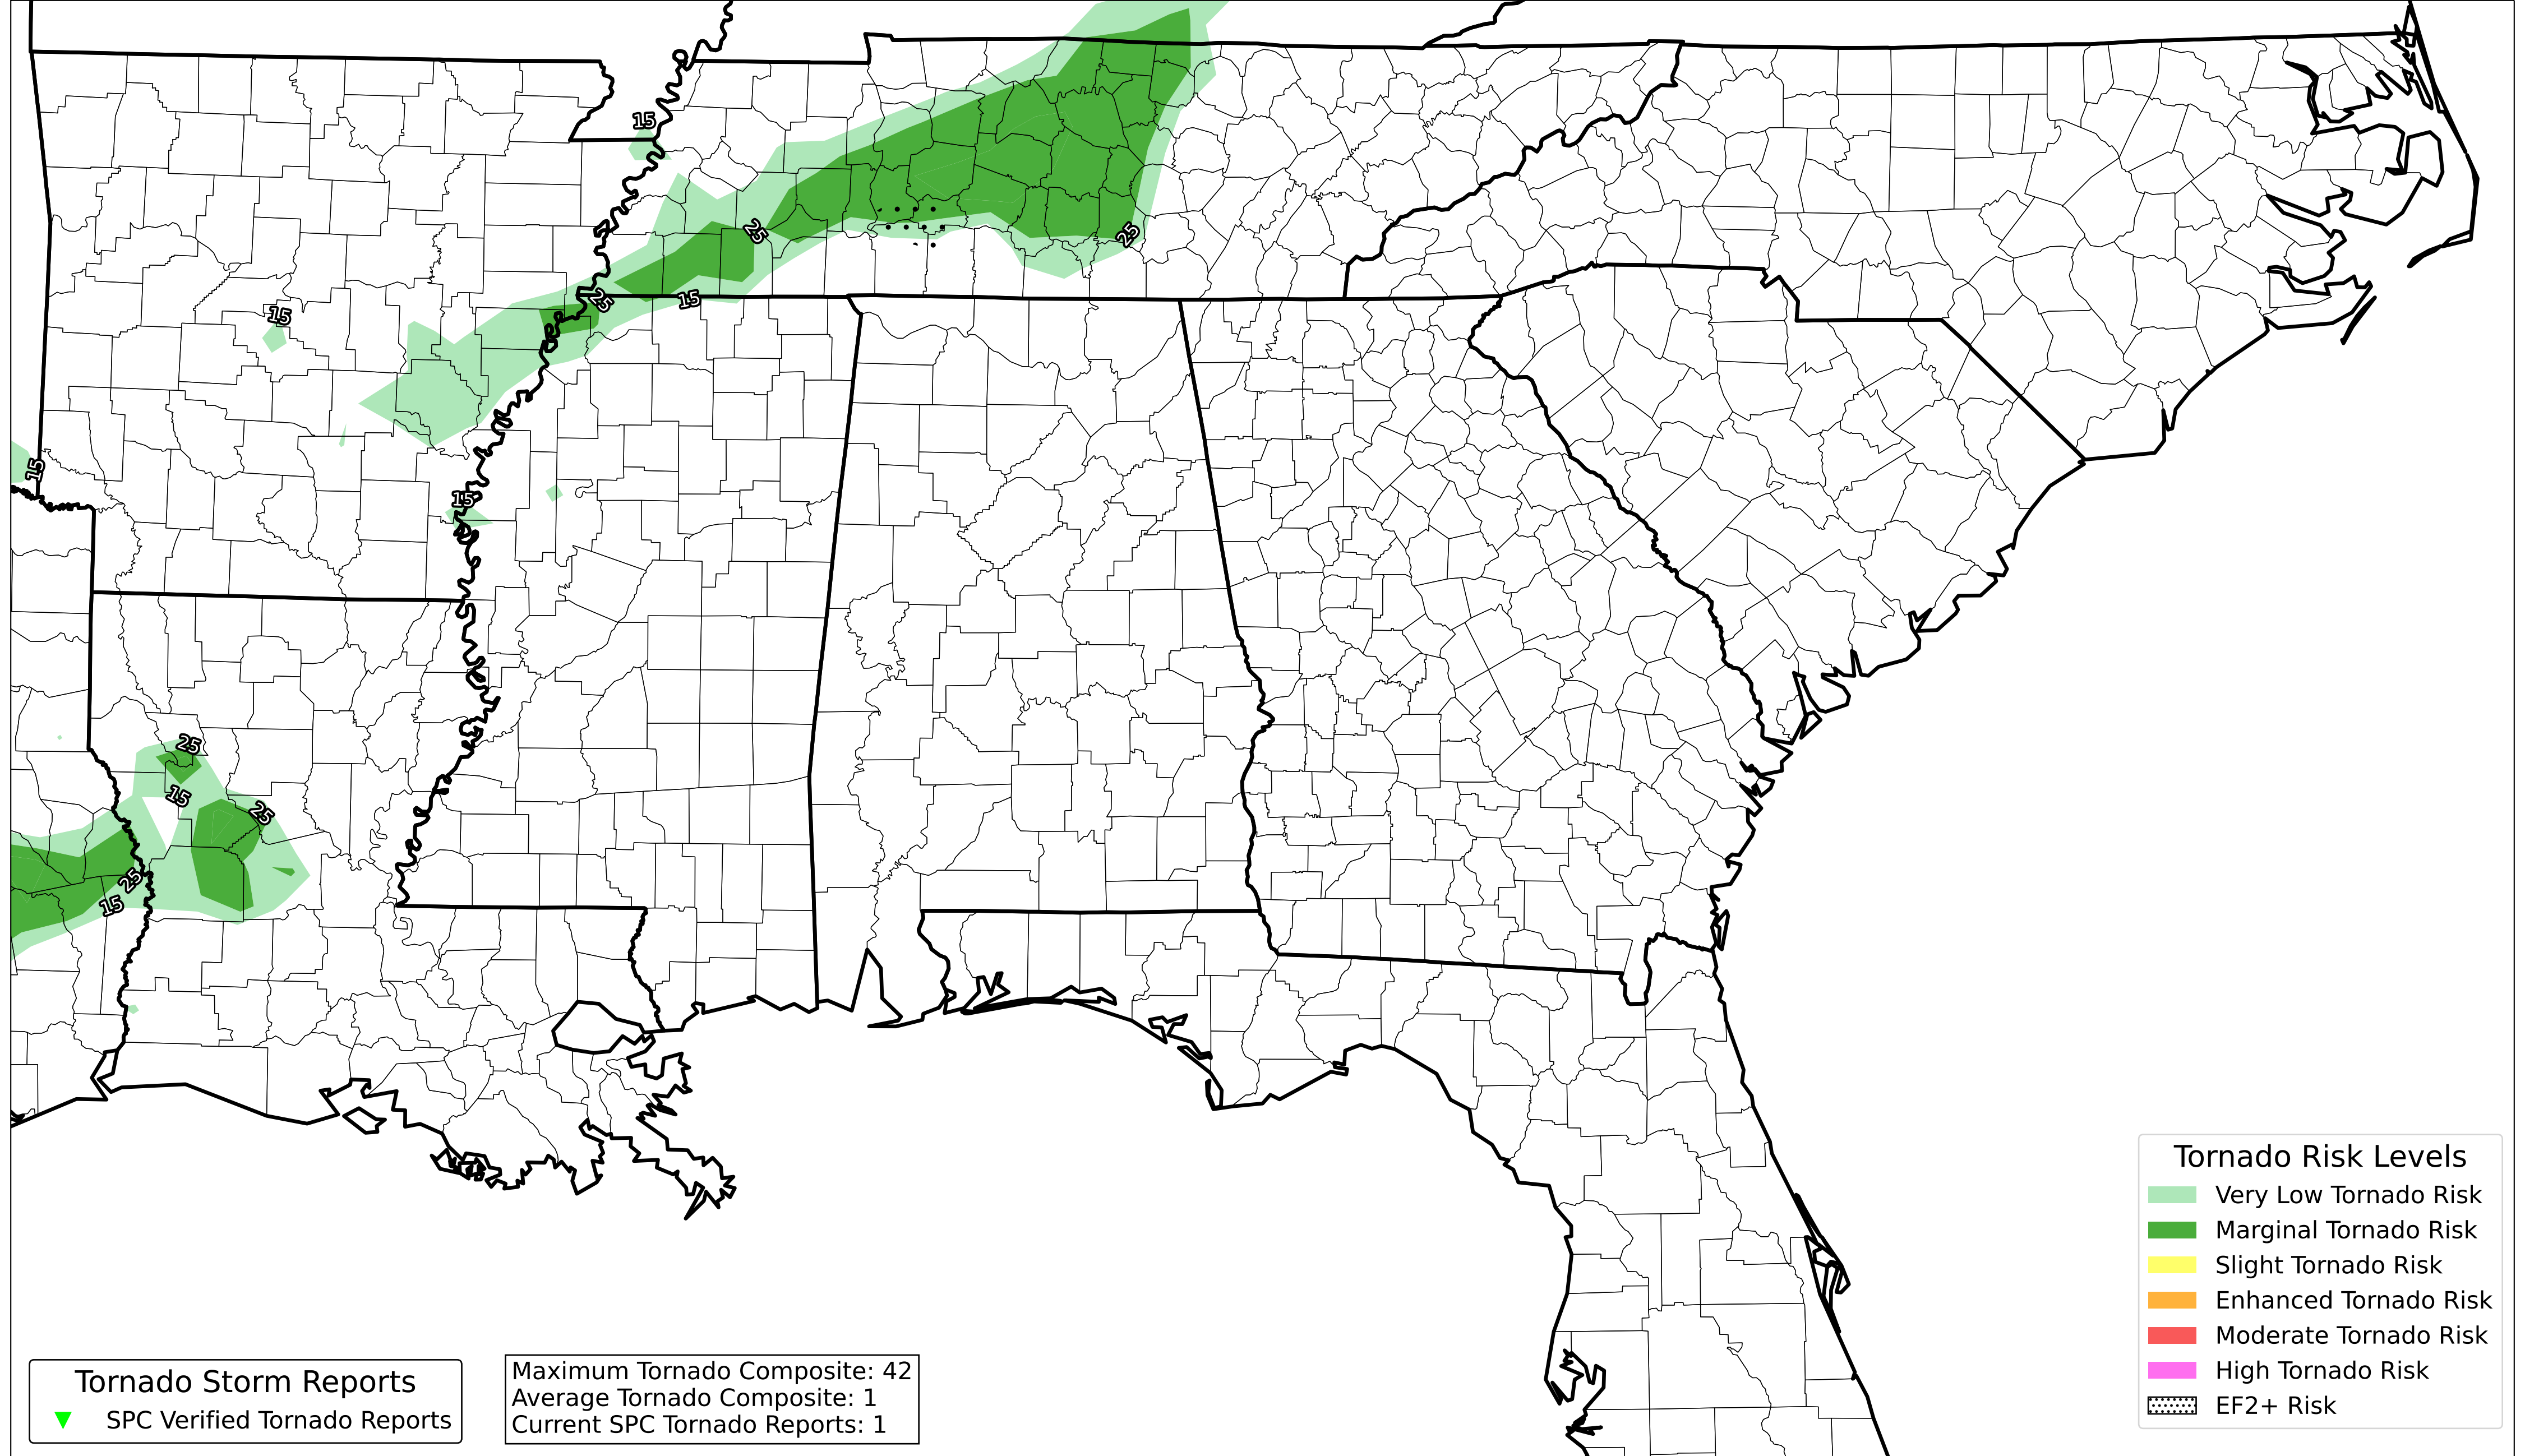 15
25
25
25
15
15
15
15
25
15
25
25
15
Tornado Risk Levels
Very Low Tornado Risk
Marginal Tornado Risk
Slight Tornado Risk
Enhanced Tornado Risk
Moderate Tornado Risk
High Tornado Risk
EF2+ Risk
Tornado Storm Reports
SPC Verified Tornado Reports
Maximum Tornado Composite: 42
Average Tornado Composite: 1
Current SPC Tornado Reports: 1